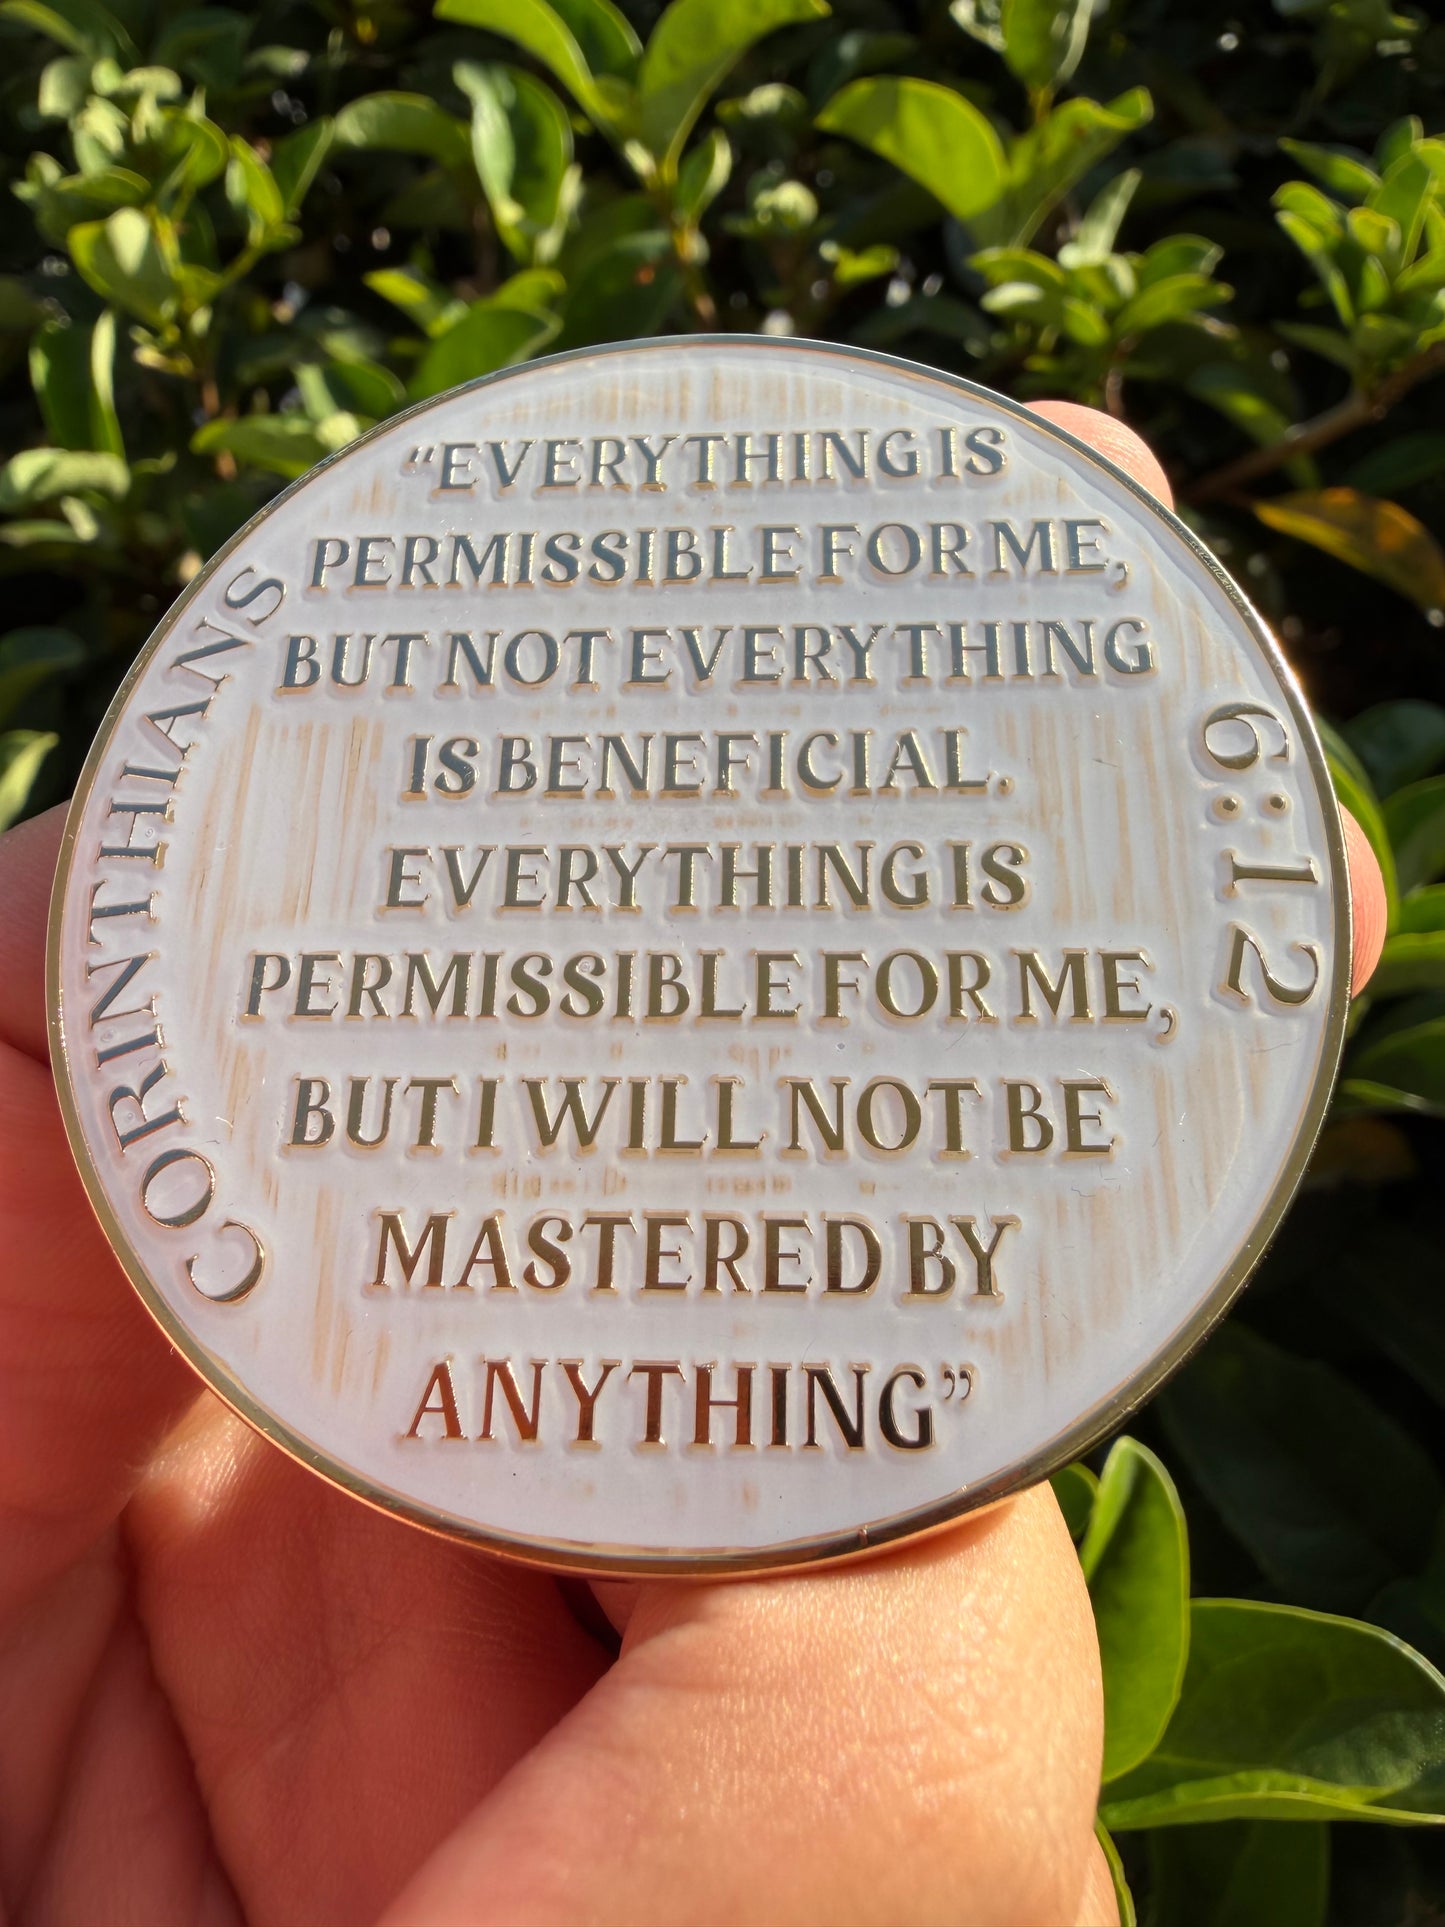 “EVERYTHING IS
PERMISSIBLE FOR ME,
BUT NOT EVERYTHING
IS BENEFICIAL.
EVERYTHING IS
PERMISSIBLE FOR ME,
BUT I WILL NOT BE
MASTERED BY
ANYTHING”
CORINTHIANS
6:12